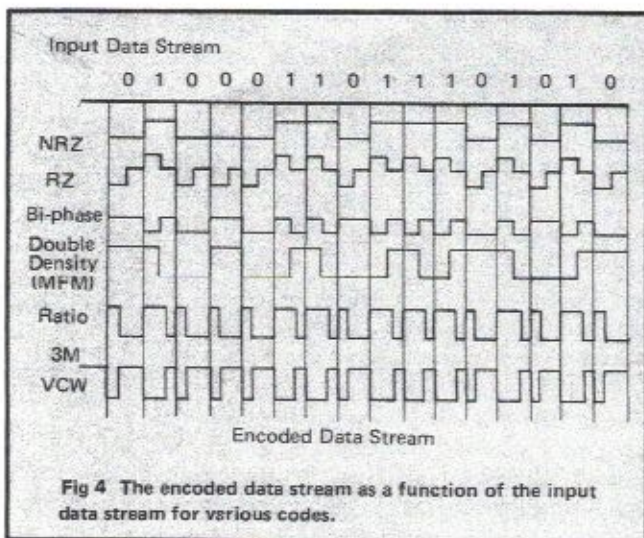 Input Data Stream
0 1 0 0 0 1 1 0 1 1 1 0 1 0 1 0
NRZ
RZ
Bi-phase
Double
Density
(MFM)
Ratio
3M
VCW
Encoded Data Stream
Fig 4 The encoded data stream as a function of the input
data stream for various codes.